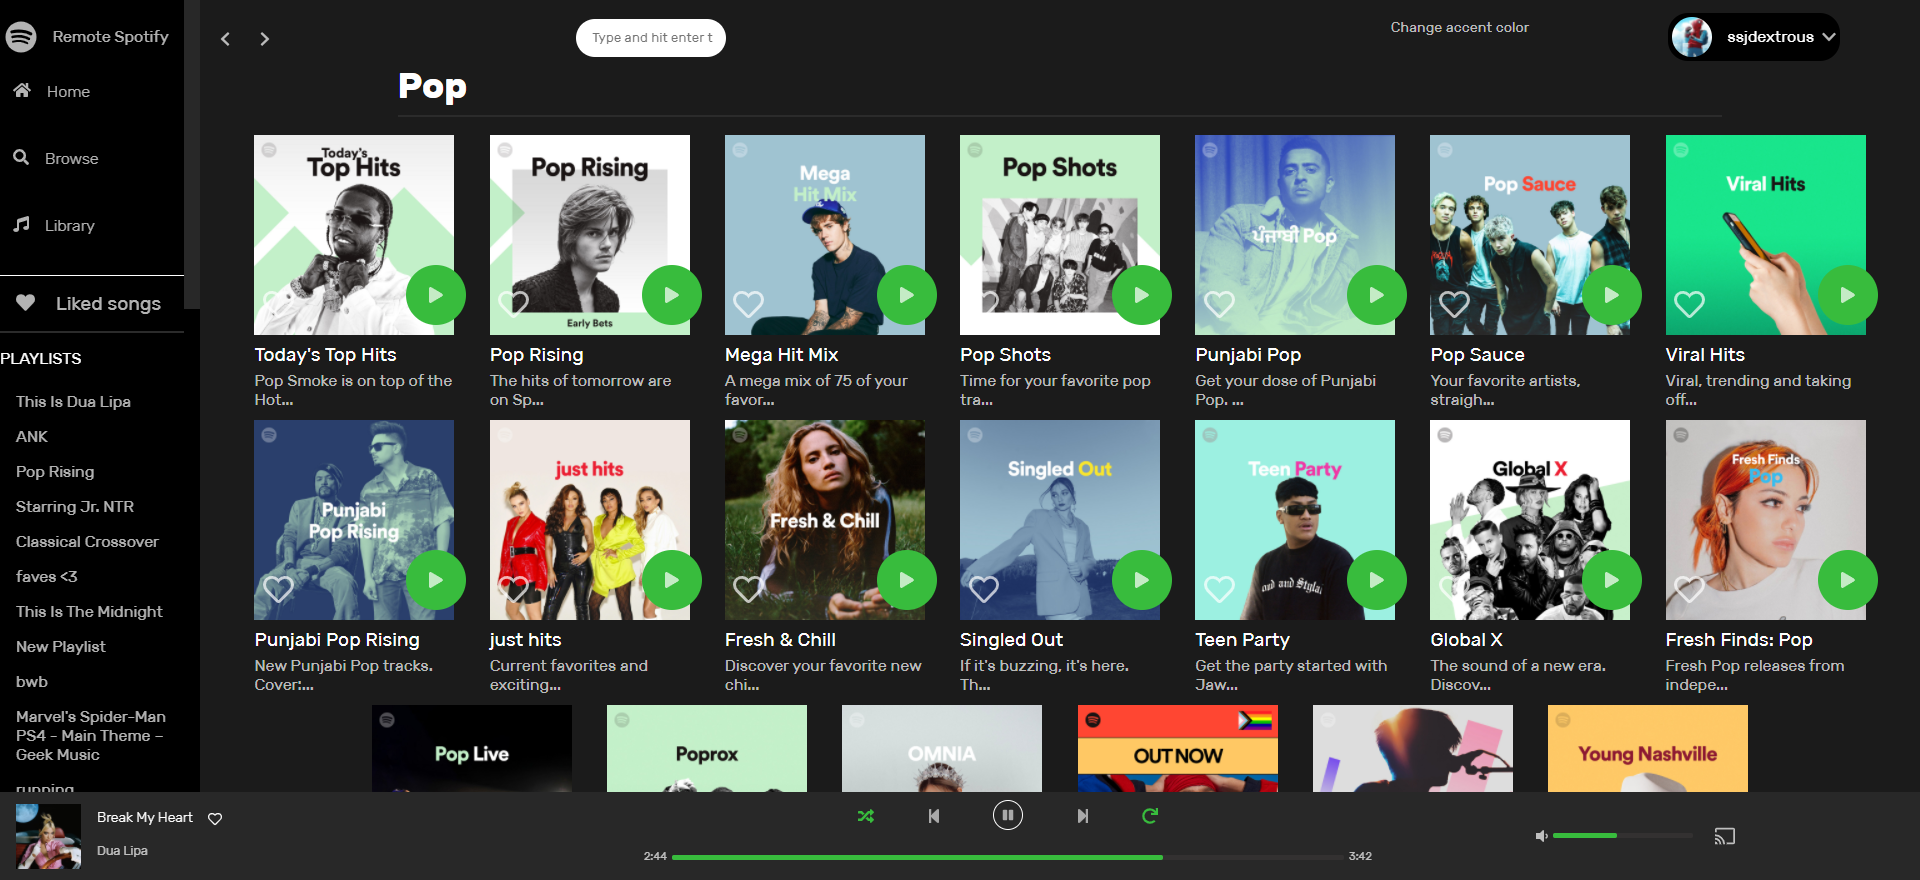 Remote Spotify
Type and hit enter t
Change accent color
ssjdextrous
Home
Browse
Library
Liked songs
PLAYLISTS
This Is Dua Lipa
ANK
Pop Rising
Starring Jr. NTR
Classical Crossover
faves <3
This Is The Midnight
New Playlist
bwb
Marvel's Spider-Man
PS4 - Main Theme –
Geek Music
running
Pop
Today's
Top Hits
Pop Rising
Early Bets
Mega
Hit Mix
Pop Shots
ਪੰਜਾਬੀ Pop
Pop Sauce
Viral Hits
Today's Top Hits
Pop Smoke is on top of the
Hot...
Pop Rising
The hits of tomorrow are
on Sp...
Mega Hit Mix
A mega mix of 75 of your
favor...
Pop Shots
Time for your favorite pop
tra...
Punjabi Pop
Get your dose of Punjabi
Pop. ...
Pop Sauce
Your favorite artists,
straigh...
Viral Hits
Viral, trending and taking
off...
Punjabi
Pop Rising
just hits
Fresh & Chill
Singled Out
Teen Party
Global X
Fresh Finds
Pop
Punjabi Pop Rising
New Punjabi Pop tracks.
Cover:...
just hits
Current favorites and
exciting...
Fresh & Chill
Discover your favorite new
chi...
Singled Out
If it's buzzing, it's here.
Th...
Teen Party
Get the party started with
Jaw...
Global X
The sound of a new era.
Discov...
Fresh Finds: Pop
Fresh Pop releases from
indepe...
Pop Live
Poprox
OMNIA
OUT NOW
Young Nashville
Break My Heart
Dua Lipa
2:44
3:42